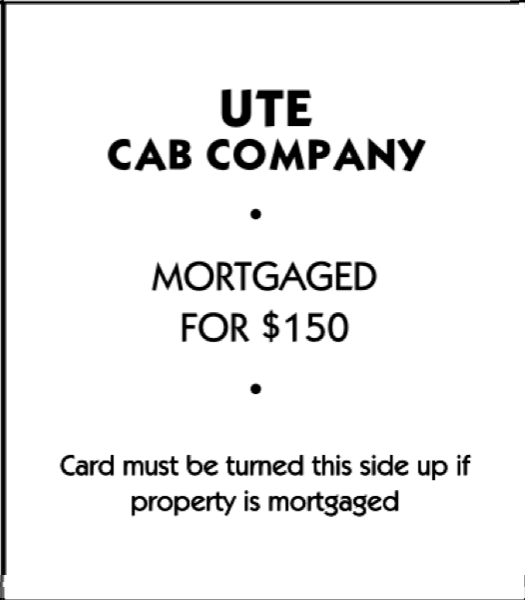 UTE
CAB COMPANY
•
MORTGAGED
FOR $150
•
Card must be turned this side up if
property is mortgaged